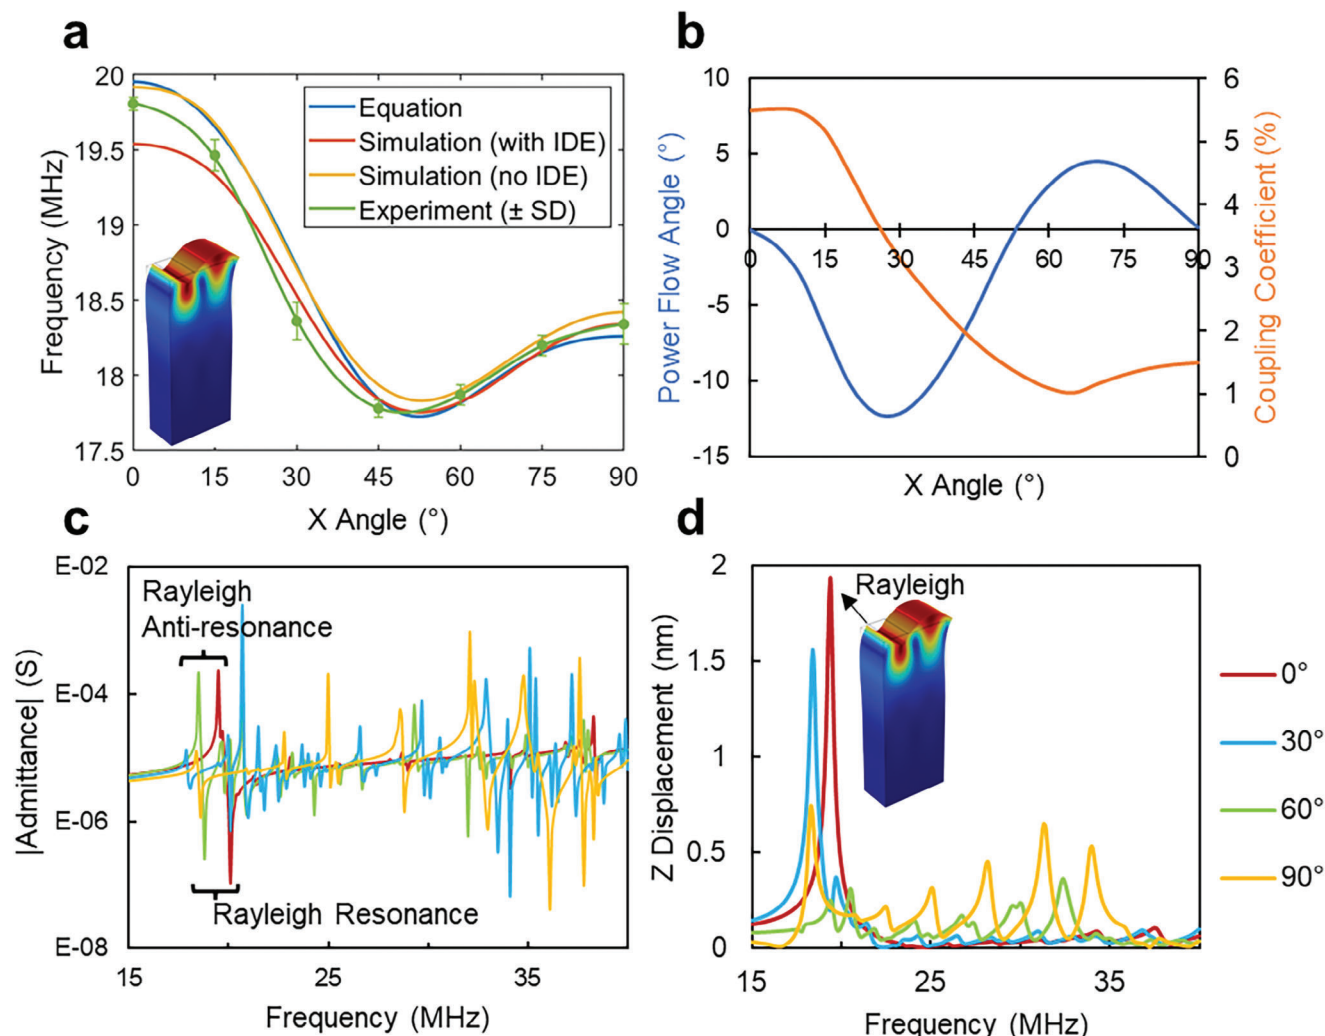 a
20
19.5
19
18.5
18
17.5
Frequency (MHz)
0
15
30
45
60
75
90
X Angle (°)
Equation
Simulation (with IDE)
Simulation (no IDE)
Experiment (± SD)
b
10
5
0
-5
-10
-15
Power Flow Angle (°)
0
15
30
45
60
75
90
X Angle (°)
6
5
4
3
2
1
0
Coupling Coefficient (%)
c
E-02
E-04
E-06
E-08
|Admittance| (S)
Rayleigh
Anti-resonance
Rayleigh Resonance
15
25
35
Frequency (MHz)
d
2
1.5
1
0.5
0
Z Displacement (nm)
Rayleigh
15
25
35
Frequency (MHz)
0°
30°
60°
90°